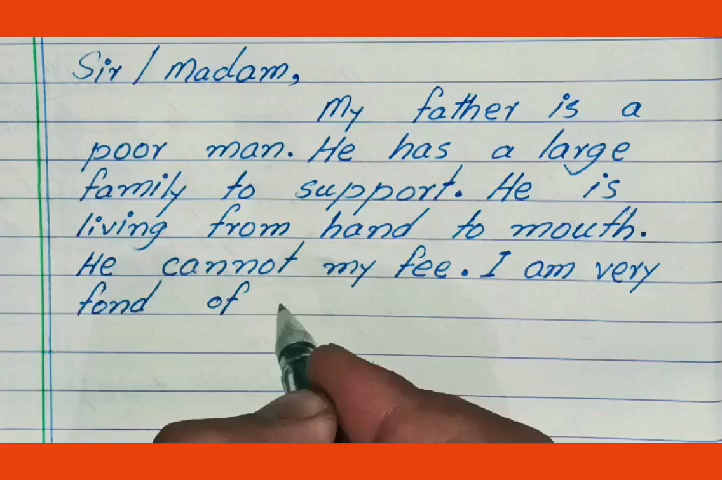 Sir / Madam,
My father is a
poor man. He has a large
family to support. He is
living from hand to mouth.
He cannot my fee. I am very
fond of